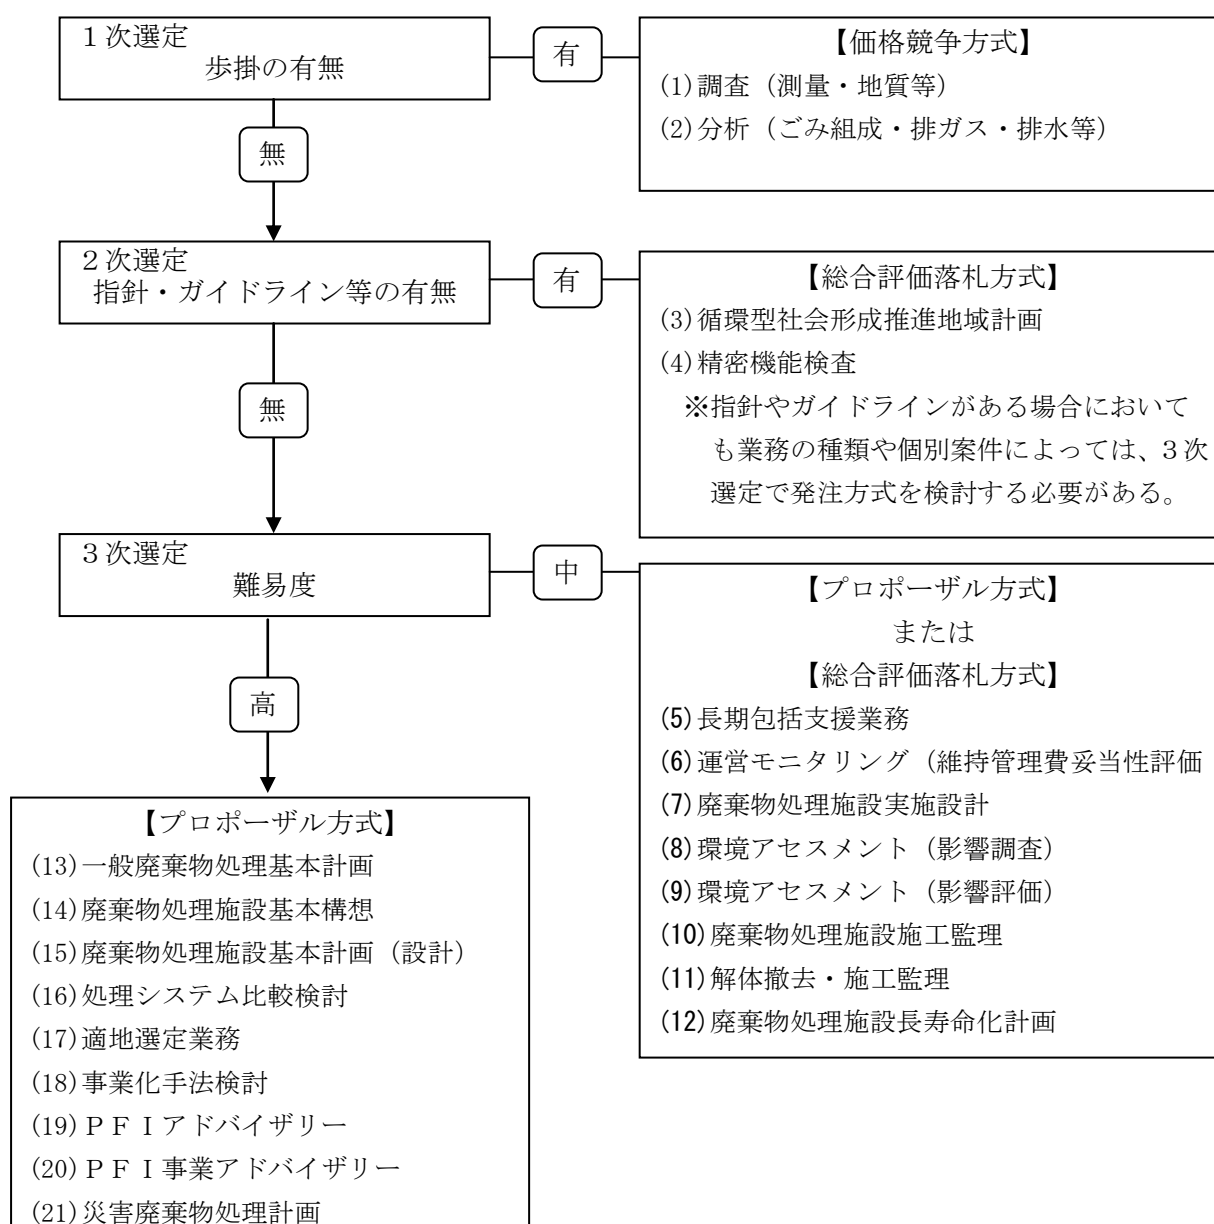 １次選定
歩掛の有無
有
【価格競争方式】
(1)調査（測量・地質等）
(2)分析（ごみ組成・排ガス・排水等）
無
２次選定
指針・ガイドライン等の有無
有
【総合評価落札方式】
(3)循環型社会形成推進地域計画
(4)精密機能検査
※指針やガイドラインがある場合において
も業務の種類や個別案件によっては、３次
選定で発注方式を検討する必要がある。
無
３次選定
難易度
中
【プロポーザル方式】
または
【総合評価落札方式】
(5)長期包括支援業務
(6)運営モニタリング（維持管理費妥当性評価
(7)廃棄物処理施設実施設計
(8)環境アセスメント（影響調査）
(9)環境アセスメント（影響評価）
(10)廃棄物処理施設施工監理
(11)解体撤去・施工監理
(12)廃棄物処理施設長寿命化計画
高
【プロポーザル方式】
(13)一般廃棄物処理基本計画
(14)廃棄物処理施設基本構想
(15)廃棄物処理施設基本計画（設計）
(16)処理システム比較検討
(17)適地選定業務
(18)事業化手法検討
(19)ＰＦＩアドバイザリー
(20)ＰＦＩ事業アドバイザリー
(21)災害廃棄物処理計画